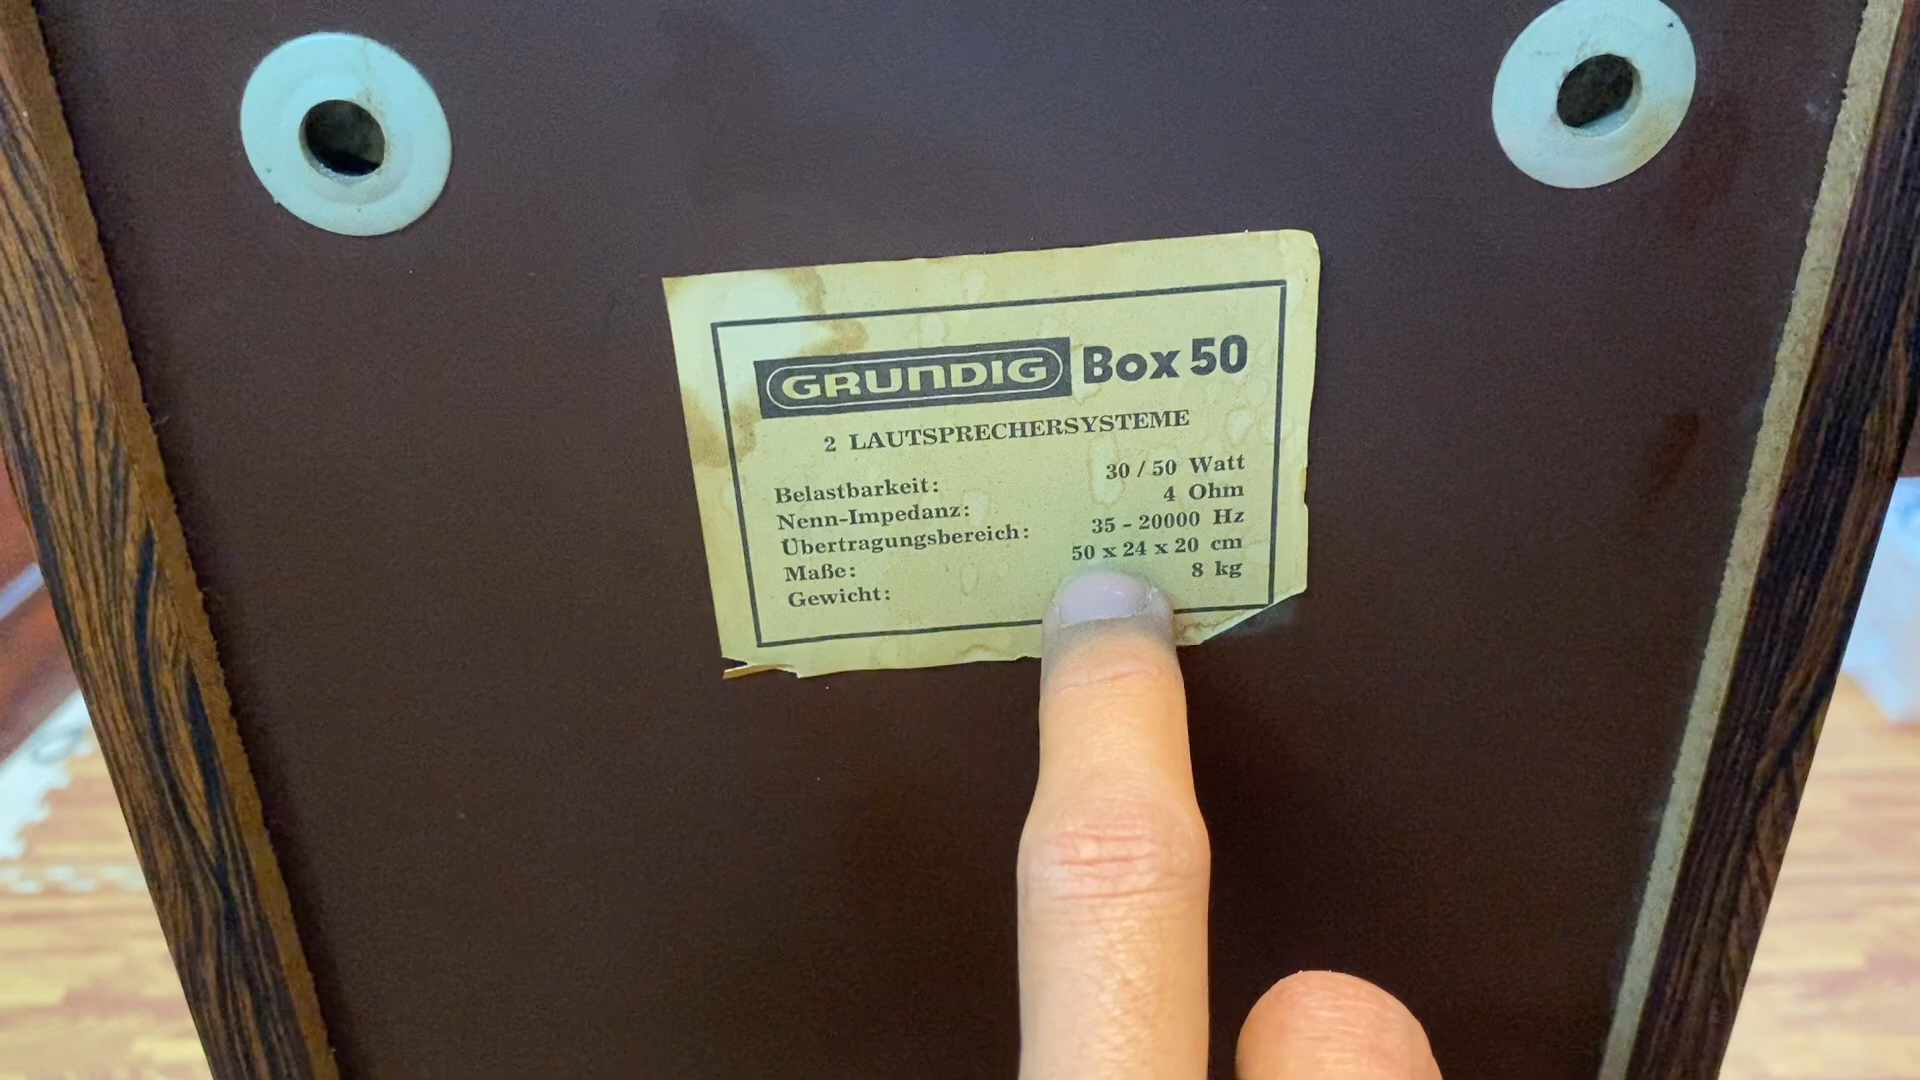 GRUNDIG Box 50
2 LAUTSPRECHERSYSTEME
Belastbarkeit: 30 / 50 Watt
Nenn-Impedanz: 4 Ohm
Übertragungsbereich: 35 - 20000 Hz
Maße: 50 x 24 x 20 cm
Gewicht: 8 kg